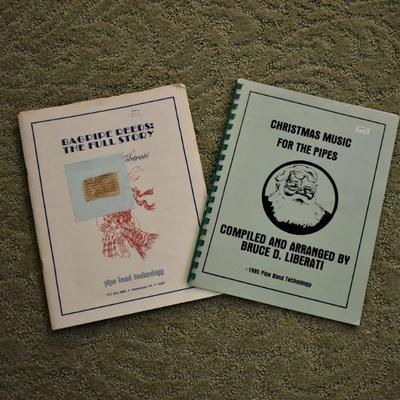 BAGPIPE REEDS:
THE FULL STORY
Liberati
pipe band technology
CHRISTMAS MUSIC
FOR THE PIPES
COMPILED AND ARRANGED BY
BRUCE D. LIBERATI
- 1995 Pipe Band Technology